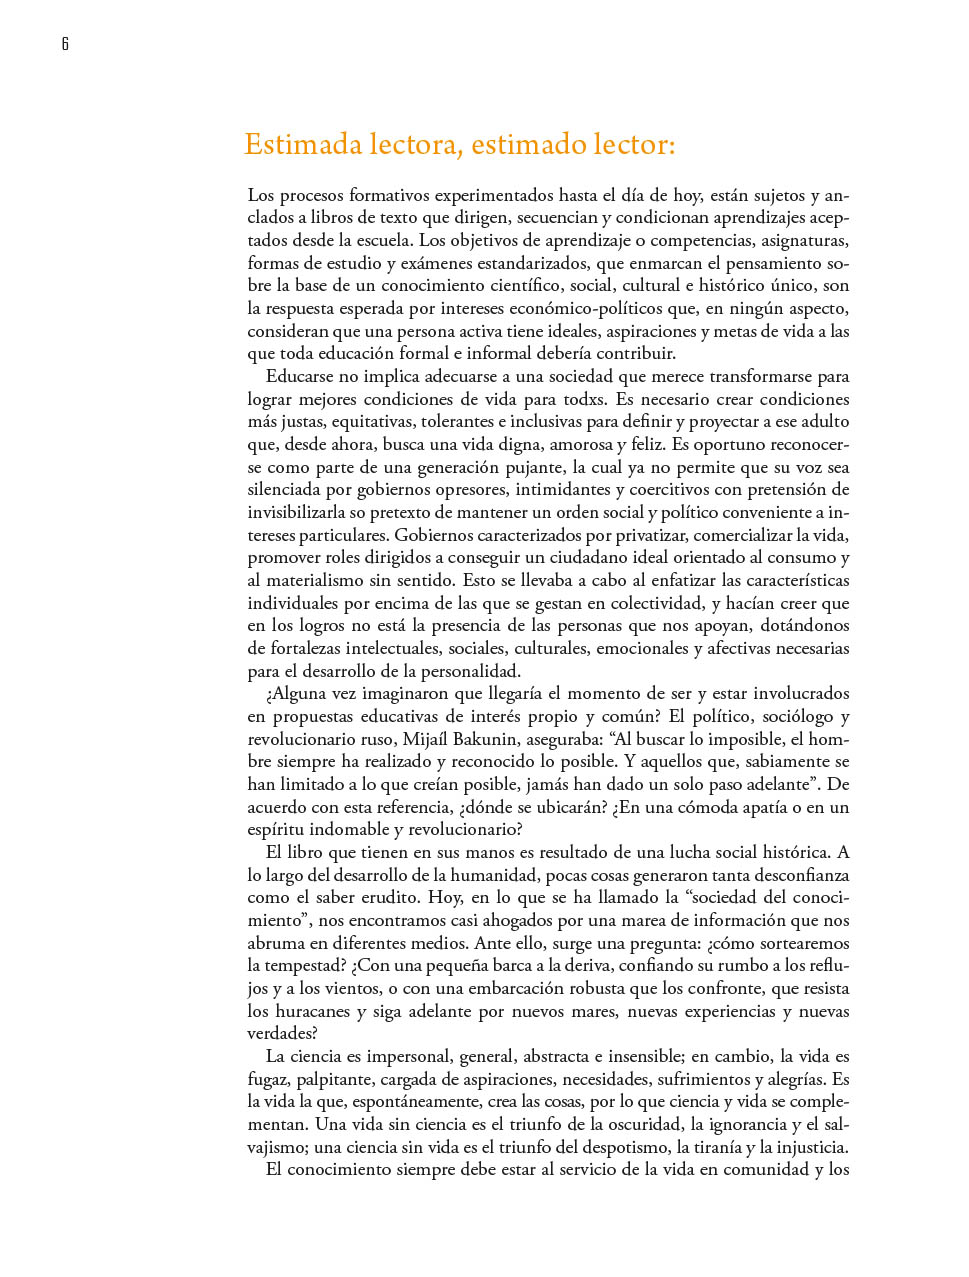 6
Estimada lectora, estimado lector:
Los procesos formativos experimentados hasta el día de hoy, están sujetos y an-
clados a libros de texto que dirigen, secuencian y condicionan aprendizajes acep-
tados desde la escuela. Los objetivos de aprendizaje o competencias, asignaturas,
formas de estudio y exámenes estandarizados, que enmarcan el pensamiento so-
bre la base de un conocimiento científico, social, cultural e histórico único, son
la respuesta esperada por intereses económico-políticos que, en ningún aspecto,
consideran que una persona activa tiene ideales, aspiraciones y metas de vida a las
que toda educación formal e informal debería contribuir.
Educarse no implica adecuarse a una sociedad que merece transformarse para
lograr mejores condiciones de vida para todxs. Es necesario crear condiciones
más justas, equitativas, tolerantes e inclusivas para definir y proyectar a ese adulto
que, desde ahora, busca una vida digna, amorosa y feliz. Es oportuno reconocer-
se como parte de una generación pujante, la cual ya no permite que su voz sea
silenciada por gobiernos opresores, intimidantes y coercitivos con pretensión de
invisibilizarla so pretexto de mantener un orden social y político conveniente a in-
tereses particulares. Gobiernos caracterizados por privatizar, comercializar la vida,
promover roles dirigidos a conseguir un ciudadano ideal orientado al consumo y
al materialismo sin sentido. Esto se llevaba a cabo al enfatizar las características
individuales por encima de las que se gestan en colectividad, y hacían creer que
en los logros no está la presencia de las personas que nos apoyan, dotándonos
de fortalezas intelectuales, sociales, culturales, emocionales y afectivas necesarias
para el desarrollo de la personalidad.
¿Alguna vez imaginaron que llegaría el momento de ser y estar involucrados
en propuestas educativas de interés propio y común? El político, sociólogo y
revolucionario ruso, Mijaíl Bakunin, aseguraba: “Al buscar lo imposible, el hom-
bre siempre ha realizado y reconocido lo posible. Y aquellos que, sabiamente se
han limitado a lo que creían posible, jamás han dado un solo paso adelante”. De
acuerdo con esta referencia, ¿dónde se ubicarán? ¿En una cómoda apatía o en un
espíritu indomable y revolucionario?
El libro que tienen en sus manos es resultado de una lucha social histórica. A
lo largo del desarrollo de la humanidad, pocas cosas generaron tanta desconfianza
como el saber erudito. Hoy, en lo que se ha llamado la “sociedad del conoci-
miento”, nos encontramos casi ahogados por una marea de información que nos
abruma en diferentes medios. Ante ello, surge una pregunta: ¿cómo sortearemos
la tempestad? ¿Con una pequeña barca a la deriva, confiando su rumbo a los reflu-
jos y a los vientos, o con una embarcación robusta que los confronte, que resista
los huracanes y siga adelante por nuevos mares, nuevas experiencias y nuevas
verdades?
La ciencia es impersonal, general, abstracta e insensible; en cambio, la vida es
fugaz, palpitante, cargada de aspiraciones, necesidades, sufrimientos y alegrías. Es
la vida la que, espontáneamente, crea las cosas, por lo que ciencia y vida se comple-
mentan. Una vida sin ciencia es el triunfo de la oscuridad, la ignorancia y el sal-
vajismo; una ciencia sin vida es el triunfo del despotismo, la tiranía y la injusticia.
El conocimiento siempre debe estar al servicio de la vida en comunidad y los